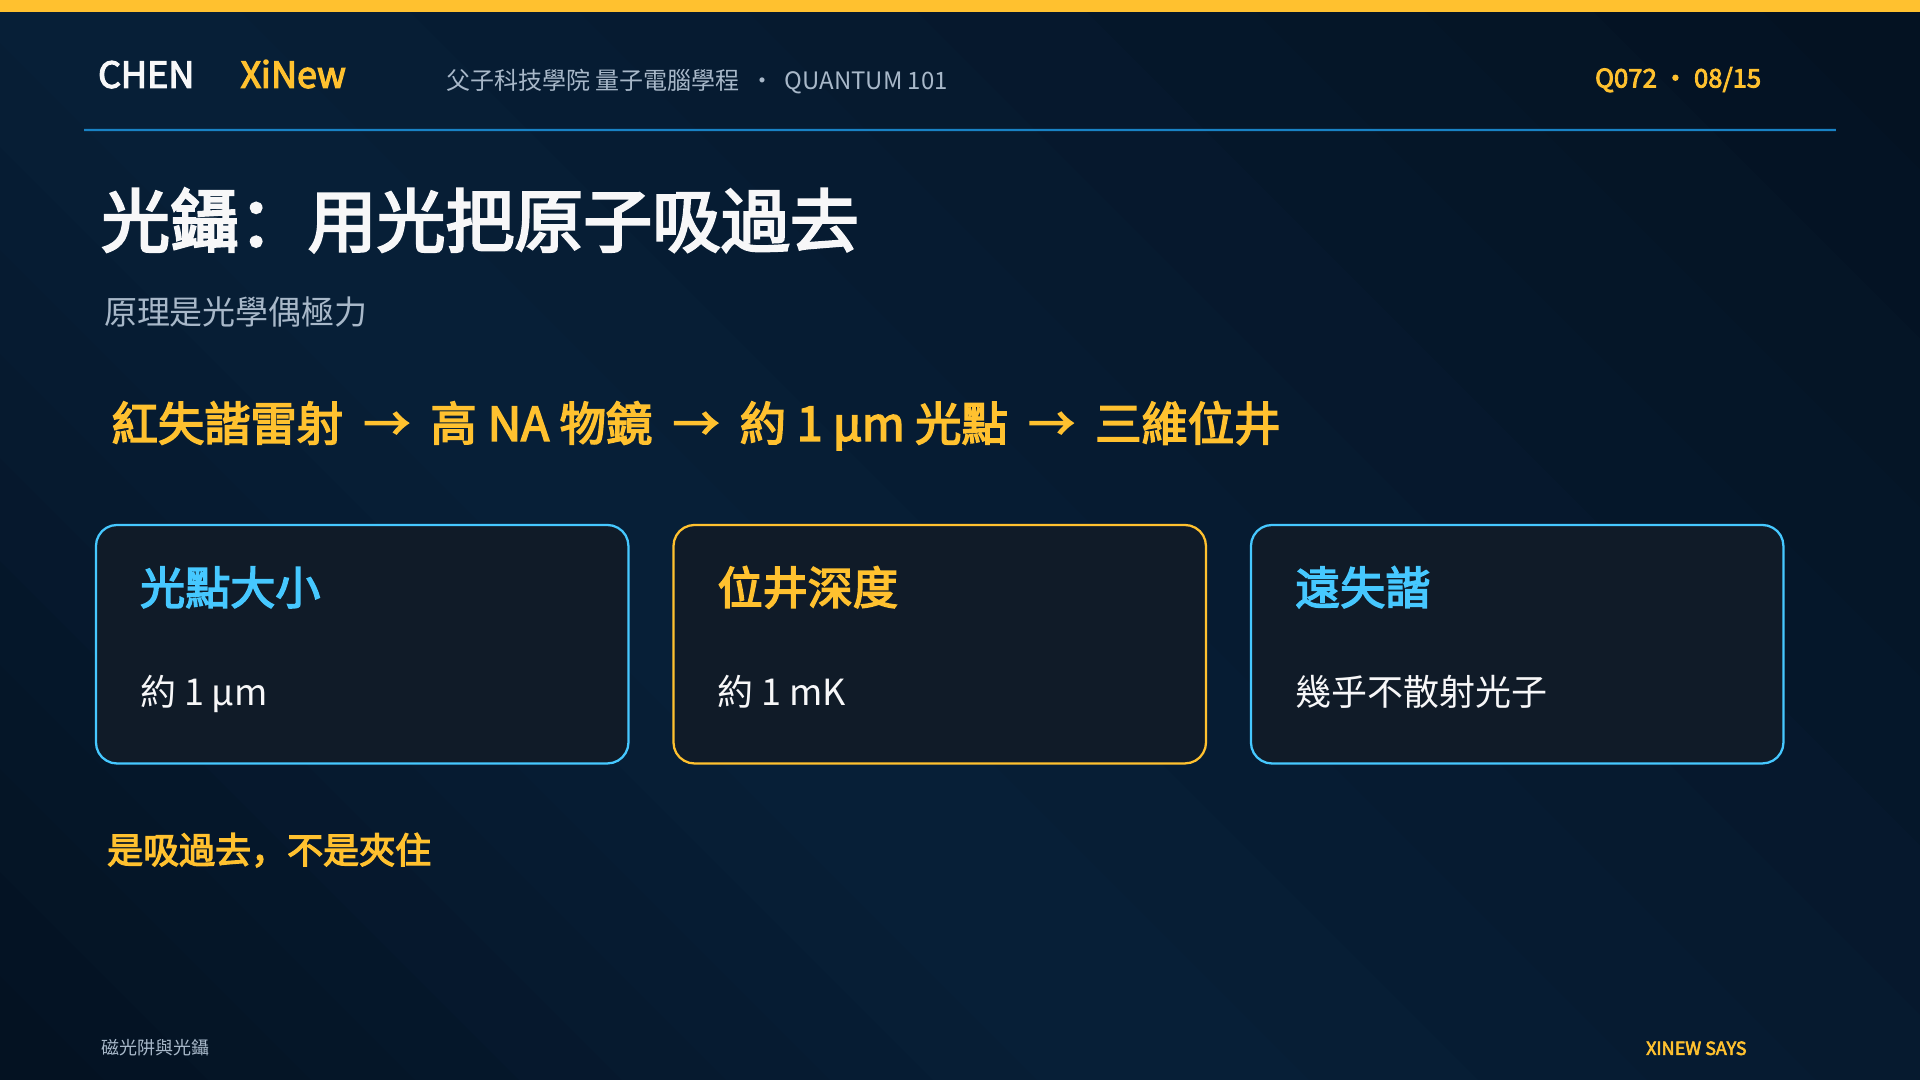 CHEN XiNew 父子科技學院 量子電腦學程 · QUANTUM 101 Q072 · 08/15
光鑷：用光把原子吸過去
原理是光學偶極力
紅失諧雷射 → 高 NA 物鏡 → 約 1 μm 光點 → 三維位井
光點大小 位井深度 遠失諧
約 1 μm 約 1 mK 幾乎不散射光子
是吸過去，不是夾住
磁光阱與光鑷 XINEW SAYS